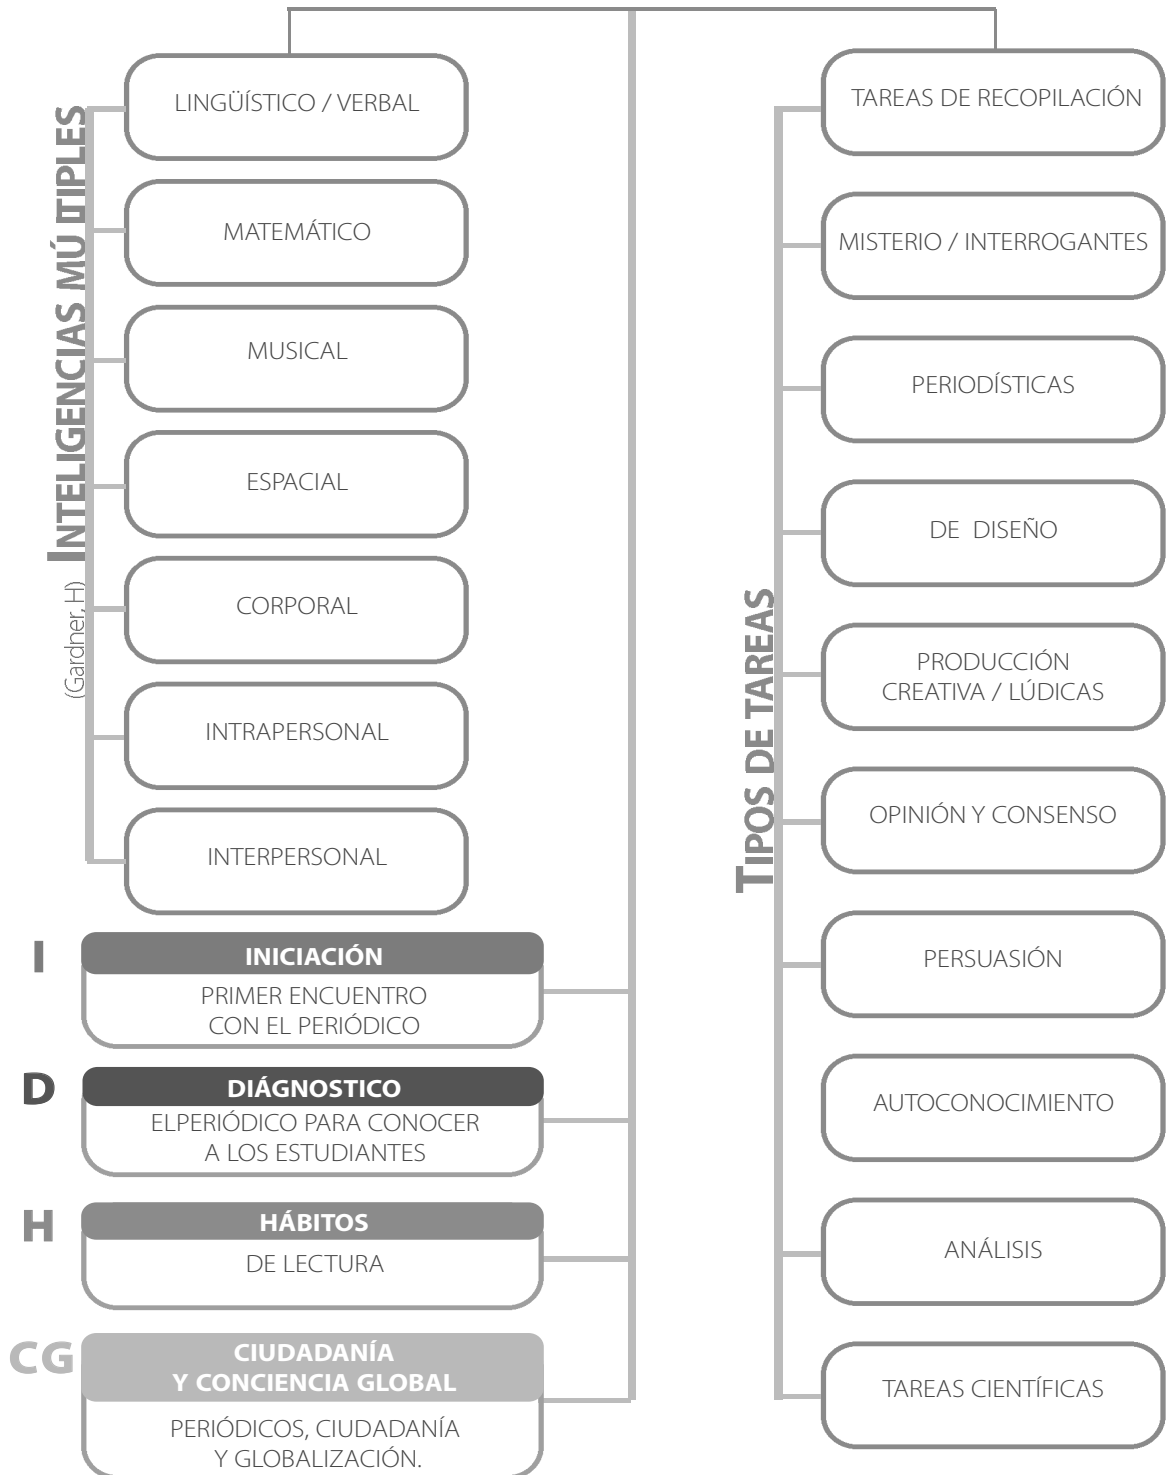 INTELIGENCIAS MÚ LTIPLES
(Gardner, H)
LINGÜÍSTICO / VERBAL
MATEMÁTICO
MUSICAL
ESPACIAL
CORPORAL
INTRAPERSONAL
INTERPERSONAL
I
INICIACIÓN
PRIMER ENCUENTRO
CON EL PERIÓDICO
D
DIÁGNOSTICO
ELPERIÓDICO PARA CONOCER
A LOS ESTUDIANTES
H
HÁBITOS
DE LECTURA
CG
CIUDADANÍA
Y CONCIENCIA GLOBAL
PERIÓDICOS, CIUDADANÍA
Y GLOBALIZACIÓN.
TIPOS DE TAREAS
TAREAS DE RECOPILACIÓN
MISTERIO / INTERROGANTES
PERIODÍSTICAS
DE DISEÑO
PRODUCCIÓN
CREATIVA / LÚDICAS
OPINIÓN Y CONSENSO
PERSUASIÓN
AUTOCONOCIMIENTO
ANÁLISIS
TAREAS CIENTÍFICAS